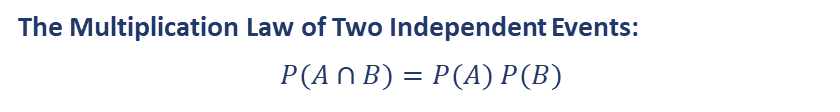 The Multiplication Law of Two Independent Events:
P(A ∩ B) = P(A) P(B)